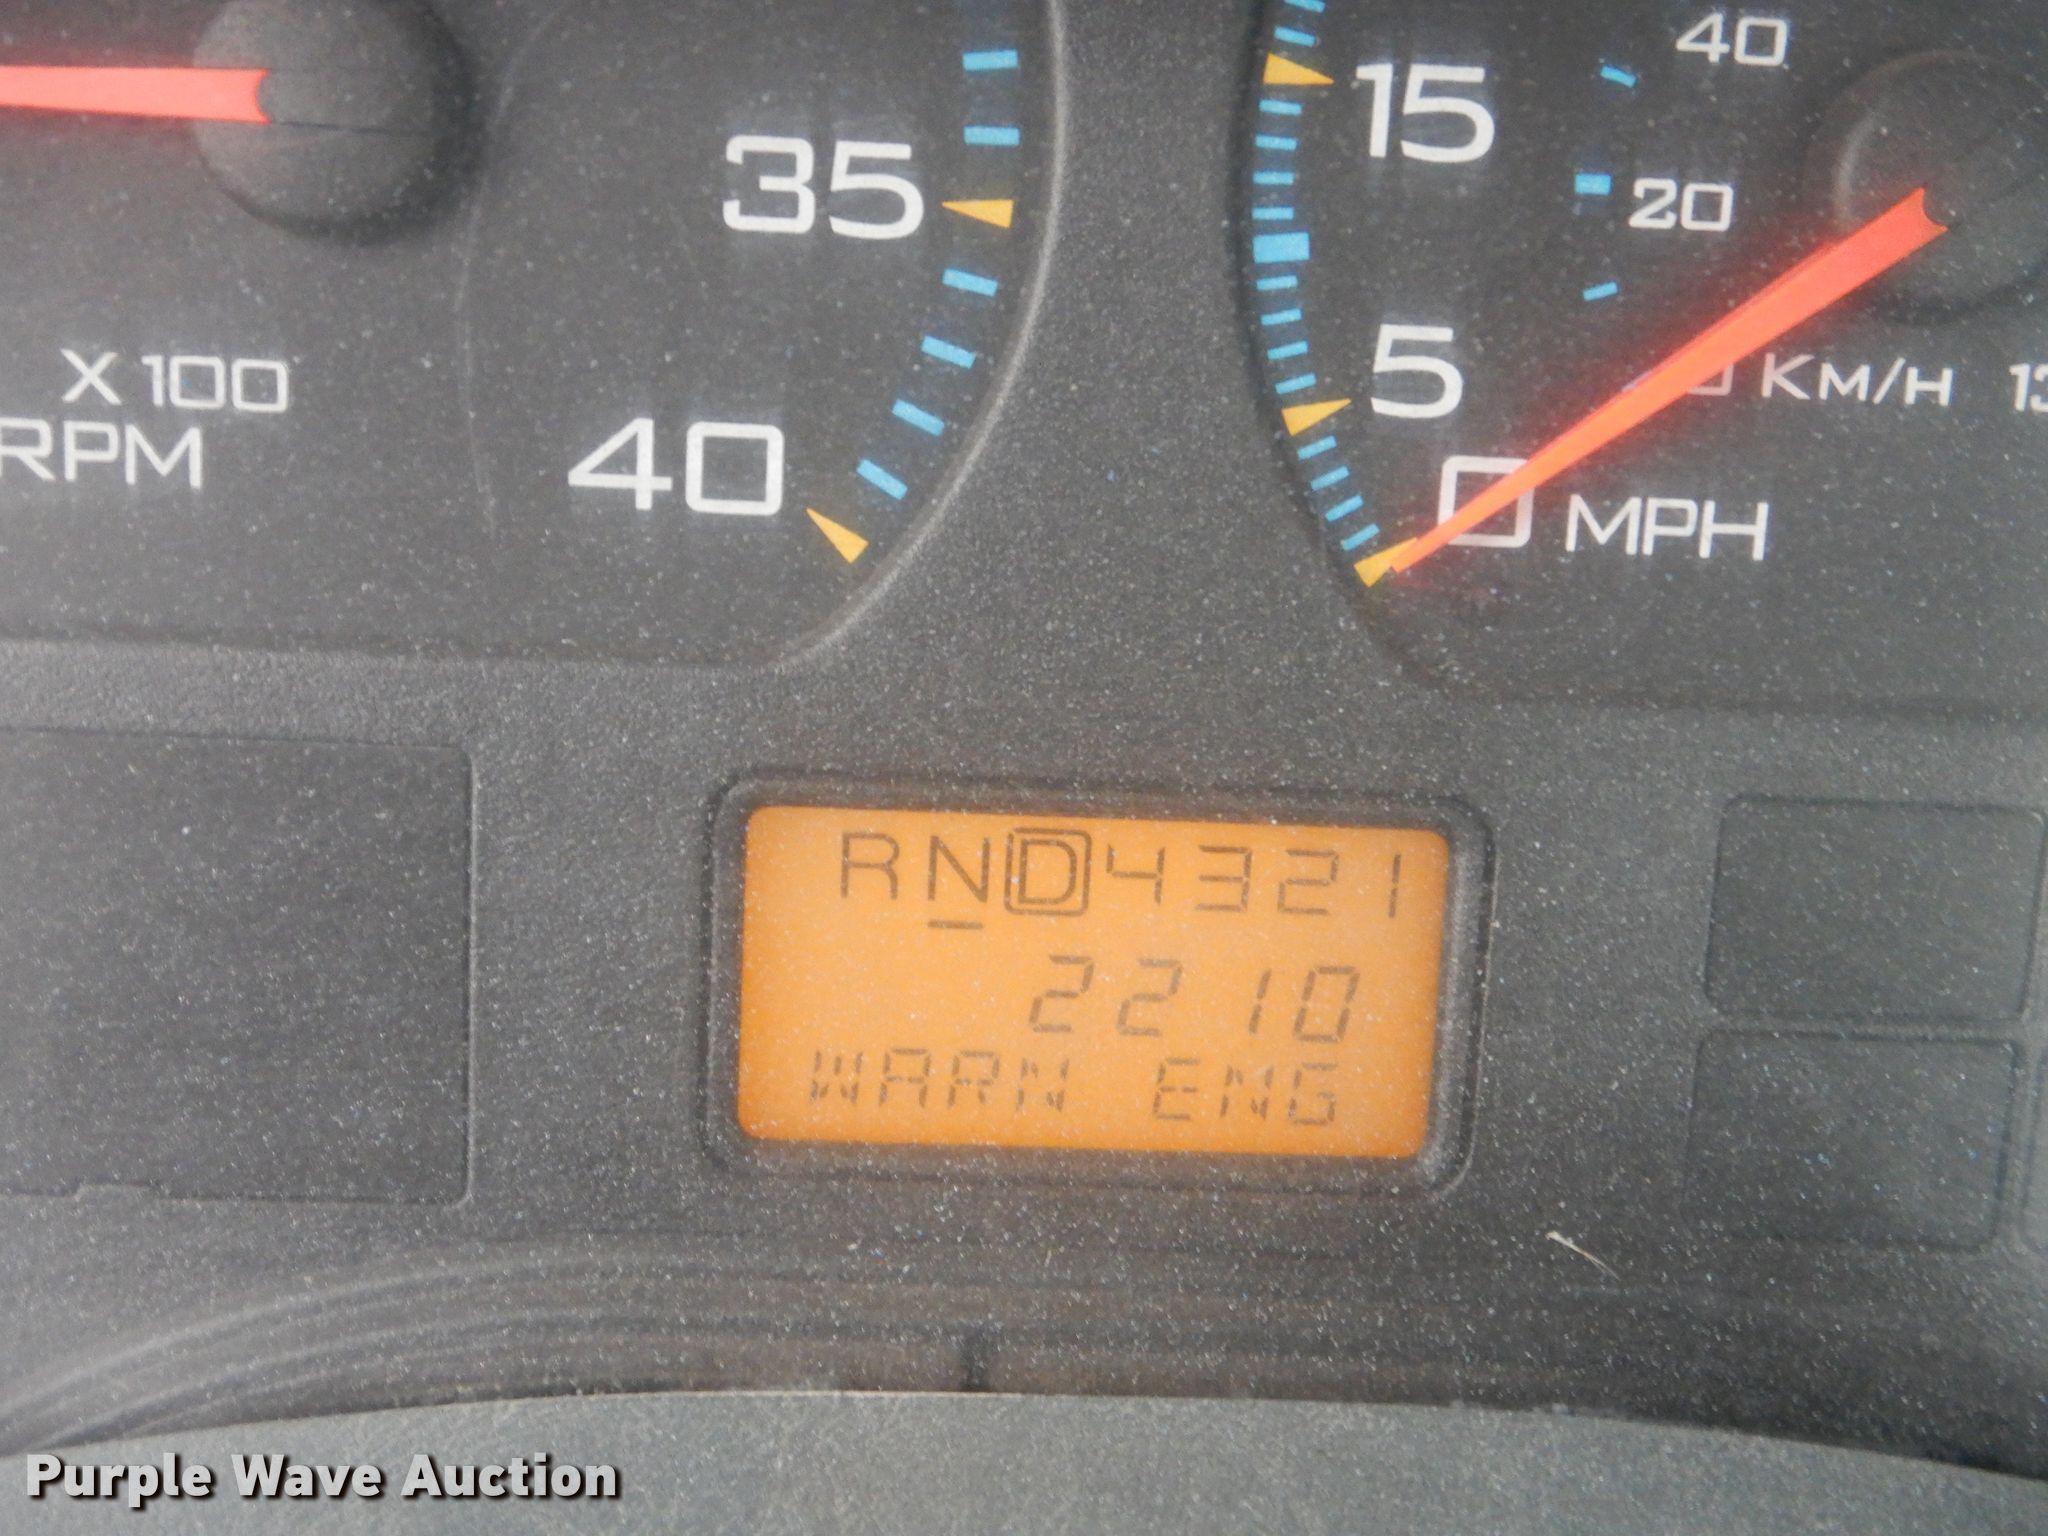 35
40
X 100
RPM
15
5
0 MPH
40
20
KM/H
RND4321
2210
WARN ENG
Purple Wave Auction